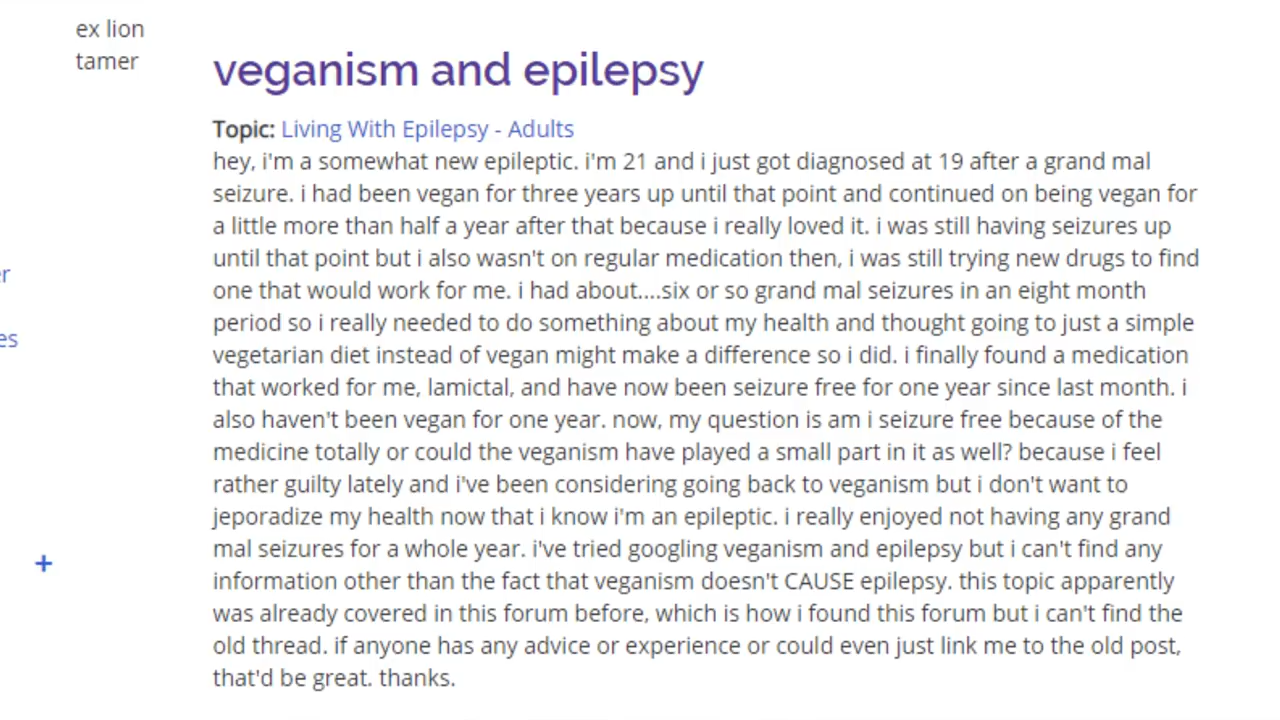 ex lion
tamer
veganism and epilepsy
Topic: Living With Epilepsy - Adults
hey, i'm a somewhat new epileptic. i'm 21 and i just got diagnosed at 19 after a grand mal
seizure. i had been vegan for three years up until that point and continued on being vegan for
a little more than half a year after that because i really loved it. i was still having seizures up
until that point but i also wasn't on regular medication then, i was still trying new drugs to find
one that would work for me. i had about....six or so grand mal seizures in an eight month
period so i really needed to do something about my health and thought going to just a simple
vegetarian diet instead of vegan might make a difference so i did. i finally found a medication
that worked for me, lamictal, and have now been seizure free for one year since last month. i
also haven't been vegan for one year. now, my question is am i seizure free because of the
medicine totally or could the veganism have played a small part in it as well? because i feel
rather guilty lately and i've been considering going back to veganism but i don't want to
jeporadize my health now that i know i'm an epileptic. i really enjoyed not having any grand
mal seizures for a whole year. i've tried googling veganism and epilepsy but i can't find any
information other than the fact that veganism doesn't CAUSE epilepsy. this topic apparently
was already covered in this forum before, which is how i found this forum but i can't find the
old thread. if anyone has any advice or experience or could even just link me to the old post,
that'd be great. thanks.
er
es
+